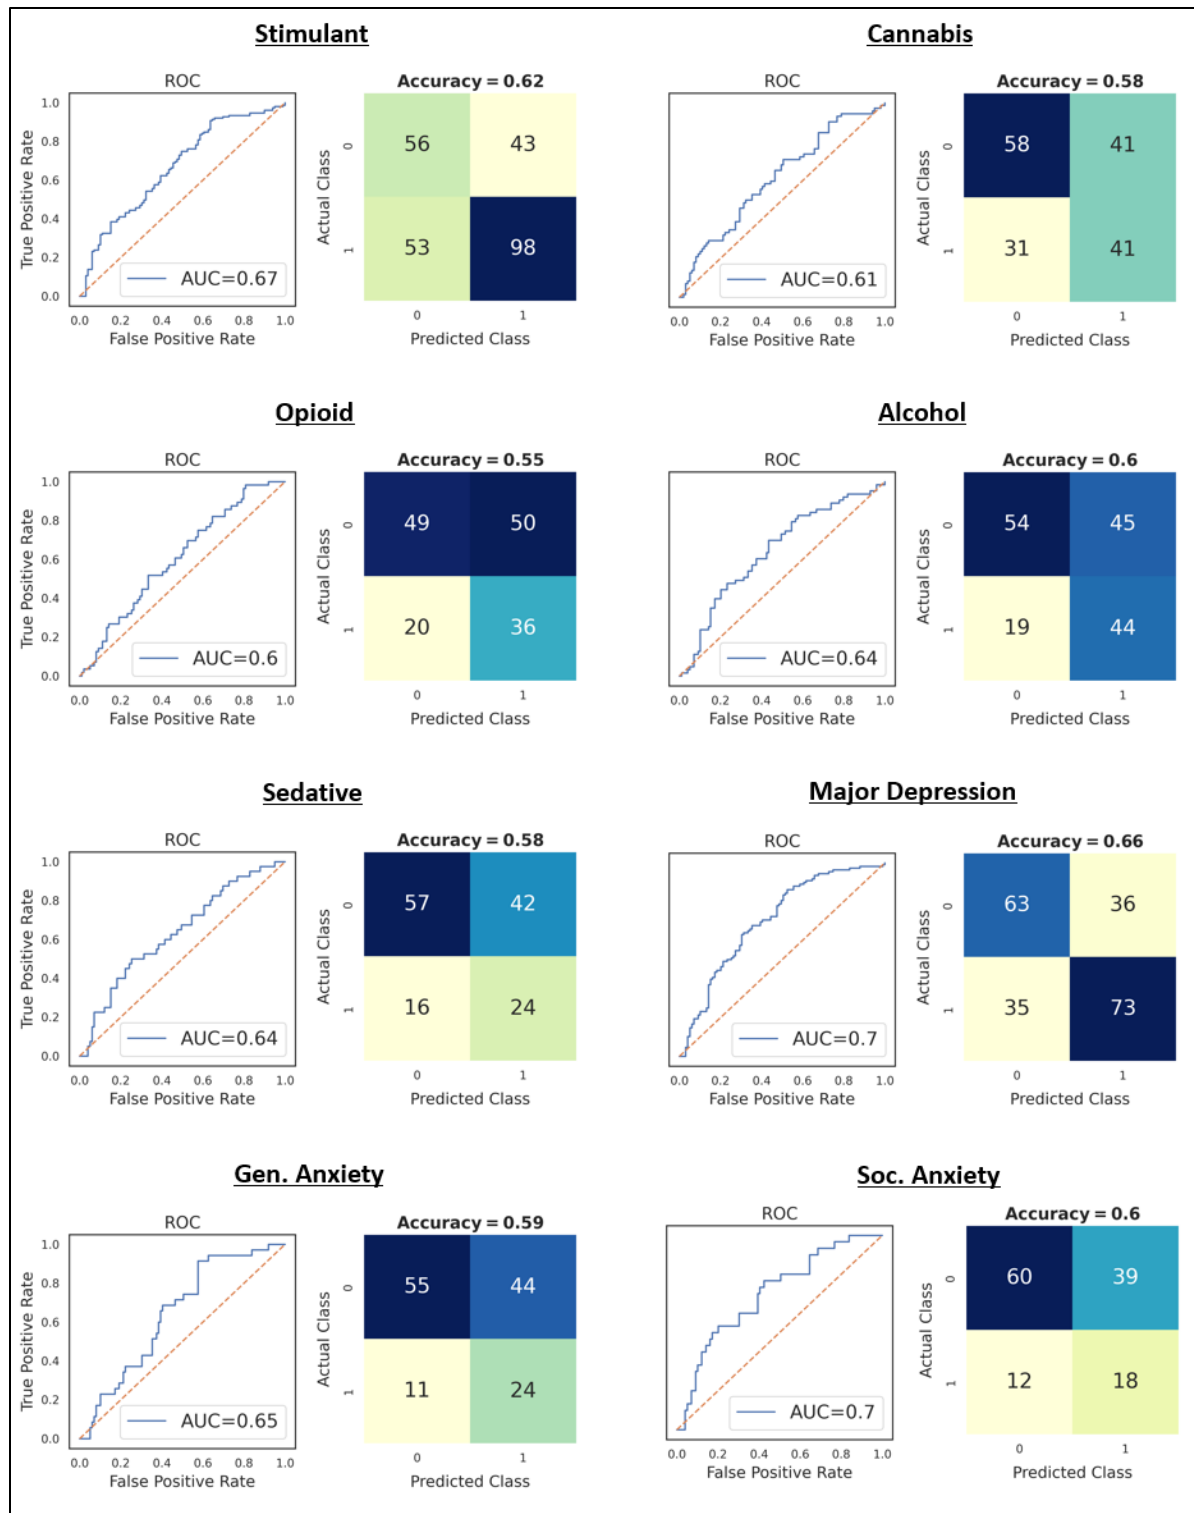 Stimulant
ROC
1.0
0.8
0.6
0.4
0.2
0.0
True Positive Rate
AUC=0.67
0.0 0.2 0.4 0.6 0.8 1.0
False Positive Rate
Accuracy = 0.62
Actual Class
0
56 43
1
53 98
0 1
Predicted Class
Cannabis
ROC
AUC=0.61
0.0 0.2 0.4 0.6 0.8 1.0
False Positive Rate
Accuracy = 0.58
Actual Class
0
58 41
1
31 41
0 1
Predicted Class
Opioid
ROC
1.0
0.8
0.6
0.4
0.2
0.0
True Positive Rate
AUC=0.6
0.0 0.2 0.4 0.6 0.8 1.0
False Positive Rate
Accuracy = 0.55
Actual Class
0
49 50
1
20 36
0 1
Predicted Class
Alcohol
ROC
AUC=0.64
0.0 0.2 0.4 0.6 0.8 1.0
False Positive Rate
Accuracy = 0.6
Actual Class
0
54 45
1
19 44
0 1
Predicted Class
Sedative
ROC
1.0
0.8
0.6
0.4
0.2
0.0
True Positive Rate
AUC=0.64
0.0 0.2 0.4 0.6 0.8 1.0
False Positive Rate
Accuracy = 0.58
Actual Class
0
57 42
1
16 24
0 1
Predicted Class
Major Depression
ROC
AUC=0.7
0.0 0.2 0.4 0.6 0.8 1.0
False Positive Rate
Accuracy = 0.66
Actual Class
0
63 36
1
35 73
0 1
Predicted Class
Gen. Anxiety
ROC
1.0
0.8
0.6
0.4
0.2
0.0
True Positive Rate
AUC=0.65
0.0 0.2 0.4 0.6 0.8 1.0
False Positive Rate
Accuracy = 0.59
Actual Class
0
55 44
1
11 24
0 1
Predicted Class
Soc. Anxiety
ROC
AUC=0.7
0.0 0.2 0.4 0.6 0.8 1.0
False Positive Rate
Accuracy = 0.6
Actual Class
0
60 39
1
12 18
0 1
Predicted Class